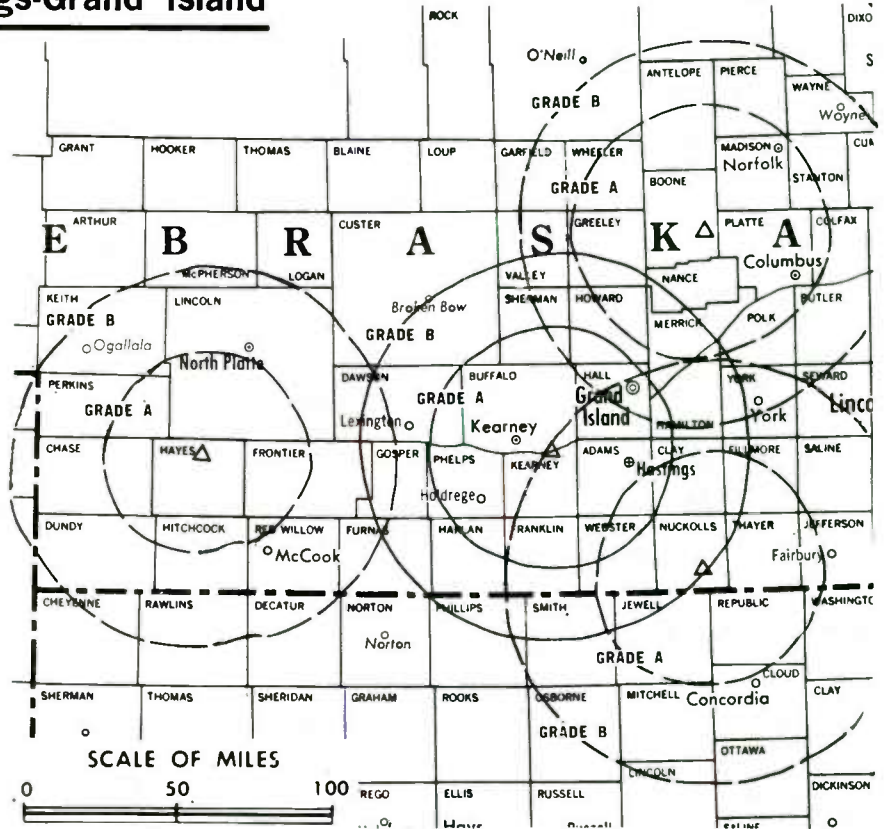 gs-Grand Island
ROCK
DIXO
O'Neill
S
ANTELOPE PIERCE
WAYNE
GRADE B
Wayne
GRANT HOOKER THOMAS BLAINE LOUP GARFIELD WHEELER
MADISON
CUM
Norfolk
GRADE A
BOONE
STANTON
ARTHUR
CUSTER
GREELEY
PLATTE COLFAX
E B R A S K A
McPHERSON LOGAN
VALLEY
Columbus
NANCE
KEITH LINCOLN
SHERMAN HOWARD
BUTLER
Broken Bow
GRADE B
MERRICK POLK
GRADE B
Ogallala
North Platte
PERKINS
DAWSON BUFFALO HALL
YORK SEWARD
GRADE A
GRADE A
Grand
Island
York
Linco
Lexington
Kearney
HAMILTON
CHASE HAYES FRONTIER GOSPER PHELPS KEARNEY ADAMS CLAY FILLMORE SALINE
Hastings
Holdrege
DUNDY HITCHCOCK RED WILLOW FURNAS HARLAN FRANKLIN WEBSTER NUCKOLLS THAYER JEFFERSON
McCook
Fairbury
CHEYENNE RAWLINS DECATUR NORTON PHILLIPS SMITH JEWELL REPUBLIC WASHINGTO
Norton
GRADE A
CLOUD
SHERMAN THOMAS SHERIDAN GRAHAM ROOKS OSBORNE MITCHELL
Concordia
CLAY
GRADE B
OTTAWA
SCALE OF MILES
LINCOLN
DICKINSON
0 50 100
REGO ELLIS RUSSELL
Hays
Russell
SALINE